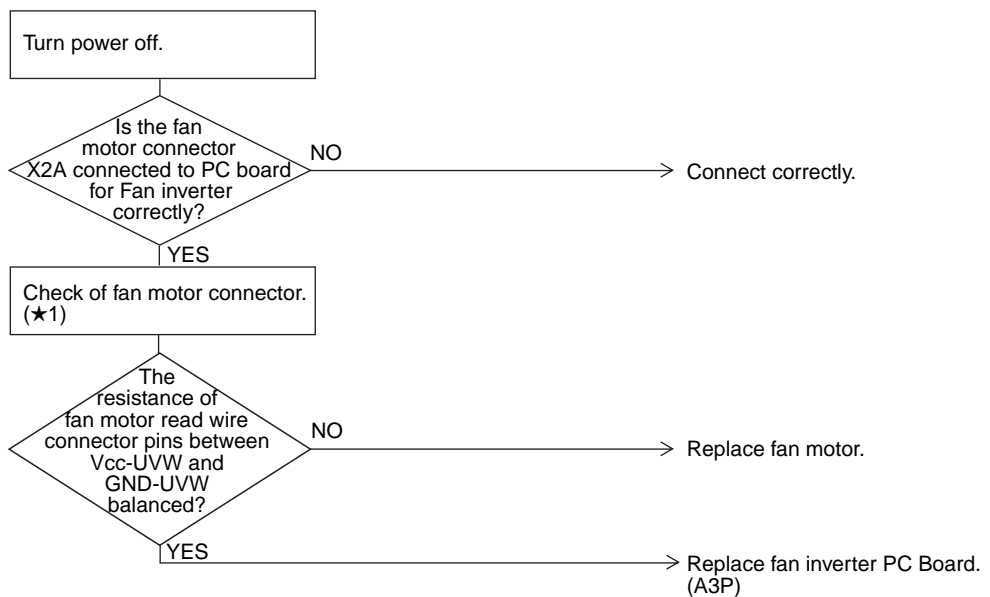 Turn power off.
Is the fan
motor connector
X2A connected to PC board
for Fan inverter
correctly?
NO
Connect correctly.
YES
Check of fan motor connector.
(★1)
The
resistance of
fan motor read wire
connector pins between
Vcc-UVW and
GND-UVW
balanced?
NO
Replace fan motor.
YES
Replace fan inverter PC Board.
(A3P)